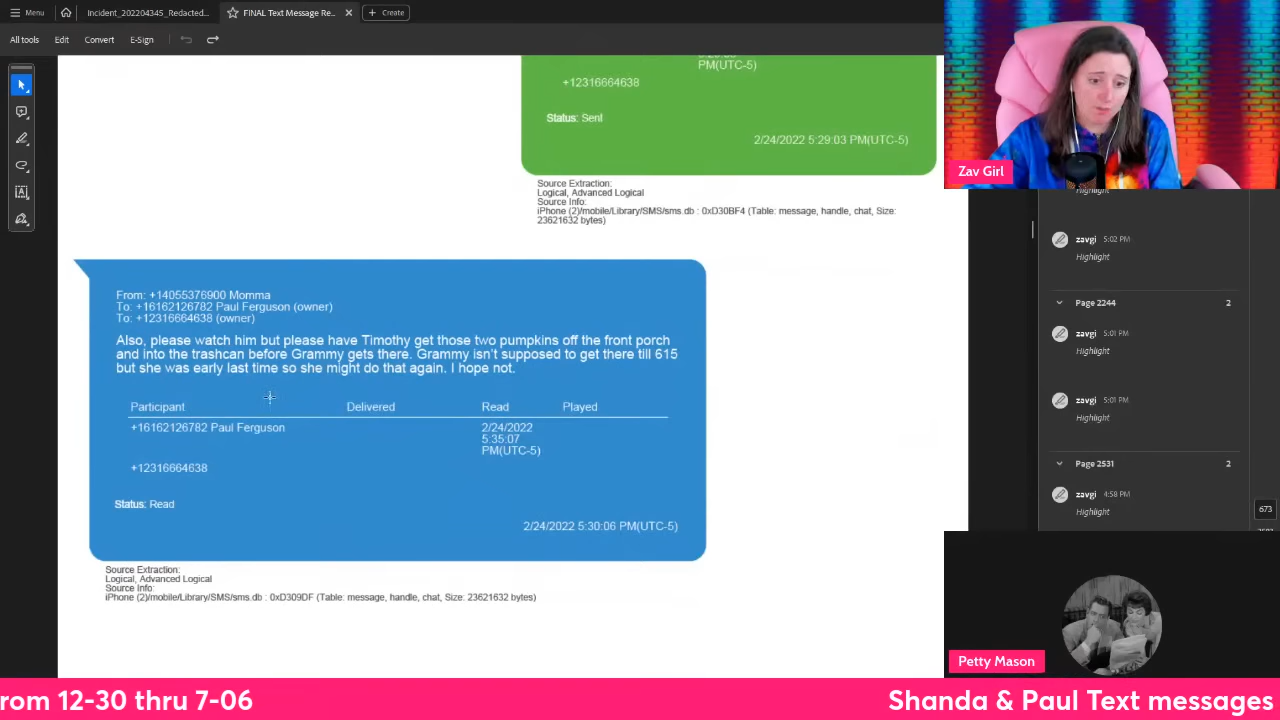 Menu
Incident_202204345_Redacted...
FINAL Text Message Re...
Create
All tools
Edit
Convert
E-Sign
PM(UTC-5)
+12316664638
Status: Sent
2/24/2022 5:29:03 PM(UTC-5)
Source Extraction:
Logical, Advanced Logical
Source Info:
iPhone (2)/mobile/Library/SMS/sms.db : 0xD30BF4 (Table: message, handle, chat, Size:
23621632 bytes)
From: +14055376900 Momma
To: +16162126782 Paul Ferguson (owner)
To: +12316664638 (owner)
Also, please watch him but please have Timothy get those two pumpkins off the front porch
and into the trashcan before Grammy gets there. Grammy isn't supposed to get there till 615
but she was early last time so she might do that again. I hope not.
Participant Delivered Read Played
+16162126782 Paul Ferguson 2/24/2022
5:35:07
PM(UTC-5)
+12316664638
Status: Read
2/24/2022 5:30:06 PM(UTC-5)
Source Extraction:
Logical, Advanced Logical
Source Info:
iPhone (2)/mobile/Library/SMS/sms.db : 0xD309DF (Table: message, handle, chat, Size: 23621632 bytes)
Zav Girl
Highlight
zavgi 5:02 PM
Highlight
Page 2244 2
zavgi 5:01 PM
Highlight
zavgi 5:01 PM
Highlight
Page 2531 2
zavgi 4:58 PM
Highlight
673
Petty Mason
rom 12-30 thru 7-06
Shanda & Paul Text messages